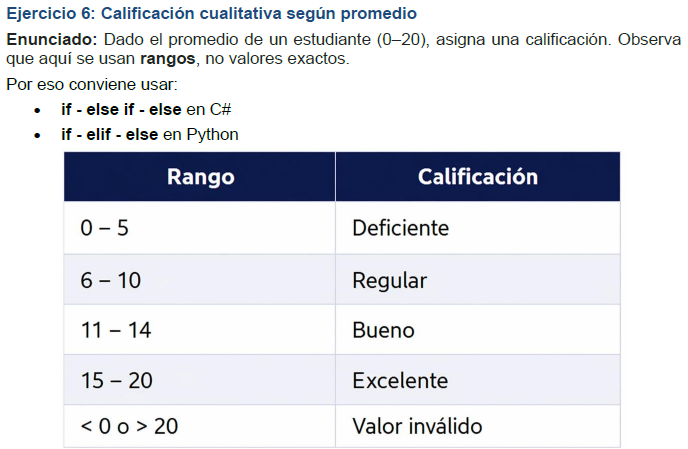 Ejercicio 6: Calificación cualitativa según promedio
Enunciado: Dado el promedio de un estudiante (0–20), asigna una calificación. Observa
que aquí se usan rangos, no valores exactos.
Por eso conviene usar:
• if - else if - else en C#
• if - elif - else en Python
Rango Calificación
0 – 5 Deficiente
6 – 10 Regular
11 – 14 Bueno
15 – 20 Excelente
< 0 o > 20 Valor inválido